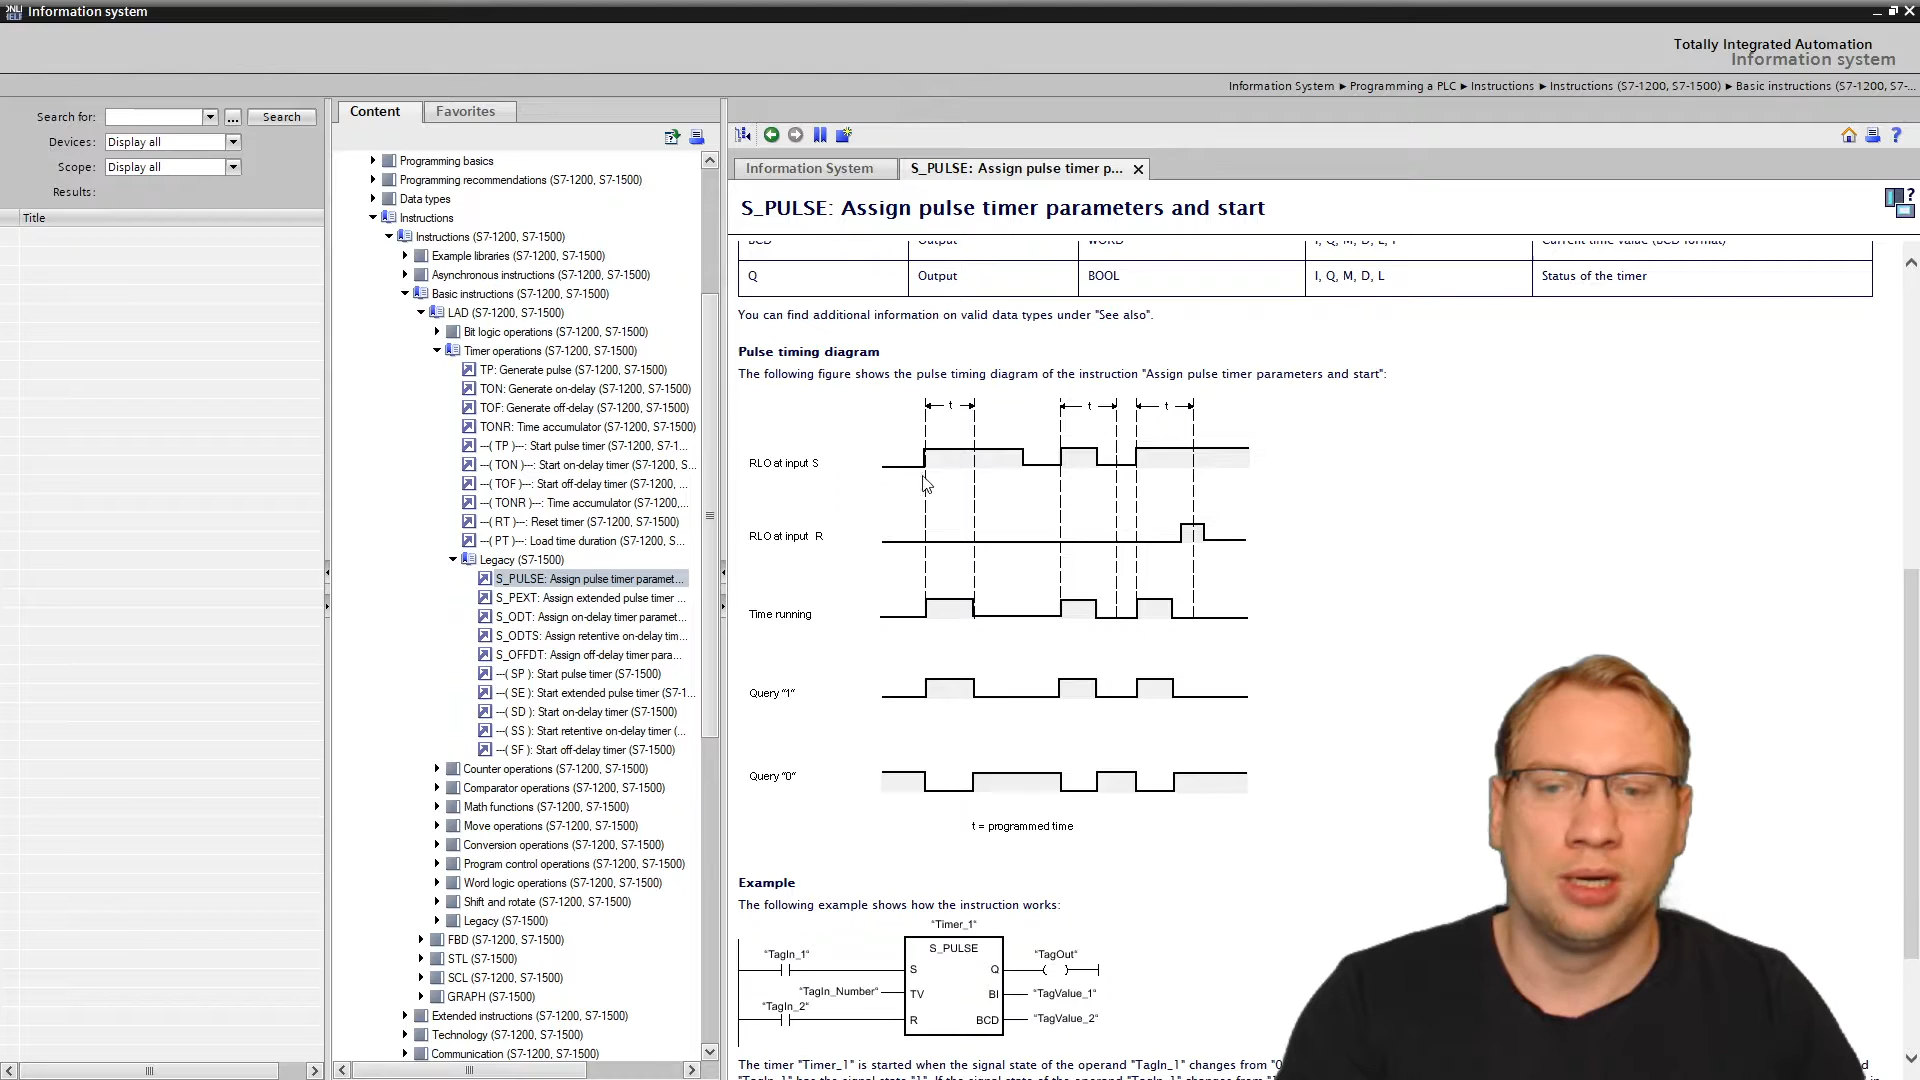 Information system
Totally Integrated Automation
Information system
Information System ▶ Programming a PLC ▶ Instructions ▶ Instructions (S7-1200, S7-1500) ▶ Basic instructions (S7-1200, S7-...
Search for:
...
Search
Devices:
Display all
Scope:
Display all
Results:
Title
Content
Favorites
Programming basics
Programming recommendations (S7-1200, S7-1500)
Data types
Instructions
Instructions (S7-1200, S7-1500)
Example libraries (S7-1200, S7-1500)
Asynchronous instructions (S7-1200, S7-1500)
Basic instructions (S7-1200, S7-1500)
LAD (S7-1200, S7-1500)
Bit logic operations (S7-1200, S7-1500)
Timer operations (S7-1200, S7-1500)
TP: Generate pulse (S7-1200, S7-1500)
TON: Generate on-delay (S7-1200, S7-1500)
TOF: Generate off-delay (S7-1200, S7-1500)
TONR: Time accumulator (S7-1200, S7-1500)
---( TP )---: Start pulse timer (S7-1200, S7-1...
---( TON )---: Start on-delay timer (S7-1200, S...
---( TOF )---: Start off-delay timer (S7-1200, ...
---( TONR )---: Time accumulator (S7-1200,...
---( RT )---: Reset timer (S7-1200, S7-1500)
---( PT )---: Load time duration (S7-1200, S...
Legacy (S7-1500)
S_PULSE: Assign pulse timer paramet...
S_PEXT: Assign extended pulse timer ...
S_ODT: Assign on-delay timer paramet...
S_ODTS: Assign retentive on-delay tim...
S_OFFDT: Assign off-delay timer para...
---( SP ): Start pulse timer (S7-1500)
---( SE ): Start extended pulse timer (S7-1...
---( SD ): Start on-delay timer (S7-1500)
---( SS ): Start retentive on-delay timer (...
---( SF ): Start off-delay timer (S7-1500)
Counter operations (S7-1200, S7-1500)
Comparator operations (S7-1200, S7-1500)
Math functions (S7-1200, S7-1500)
Move operations (S7-1200, S7-1500)
Conversion operations (S7-1200, S7-1500)
Program control operations (S7-1200, S7-1500)
Word logic operations (S7-1200, S7-1500)
Shift and rotate (S7-1200, S7-1500)
Legacy (S7-1500)
FBD (S7-1200, S7-1500)
STL (S7-1500)
SCL (S7-1200, S7-1500)
GRAPH (S7-1500)
Extended instructions (S7-1200, S7-1500)
Technology (S7-1200, S7-1500)
Communication (S7-1200, S7-1500)
Information System
S_PULSE: Assign pulse timer p...
S_PULSE: Assign pulse timer parameters and start
BCD Output WORD Current time value (BCD format)
Q Output BOOL I, Q, M, D, L Status of the timer
You can find additional information on valid data types under "See also".
Pulse timing diagram
The following figure shows the pulse timing diagram of the instruction "Assign pulse timer parameters and start":
t t t
RLO at input S
RLO at input R
Time running
Query "1"
Query "0"
t = programmed time
Example
The following example shows how the instruction works:
"Timer_1"
S_PULSE
"TagIn_1" S Q "TagOut"
"TagIn_Number" TV BI "TagValue_1"
"TagIn_2" R BCD "TagValue_2"
The timer "Timer_1" is started when the signal state of the operand "TagIn_1" changes from "0